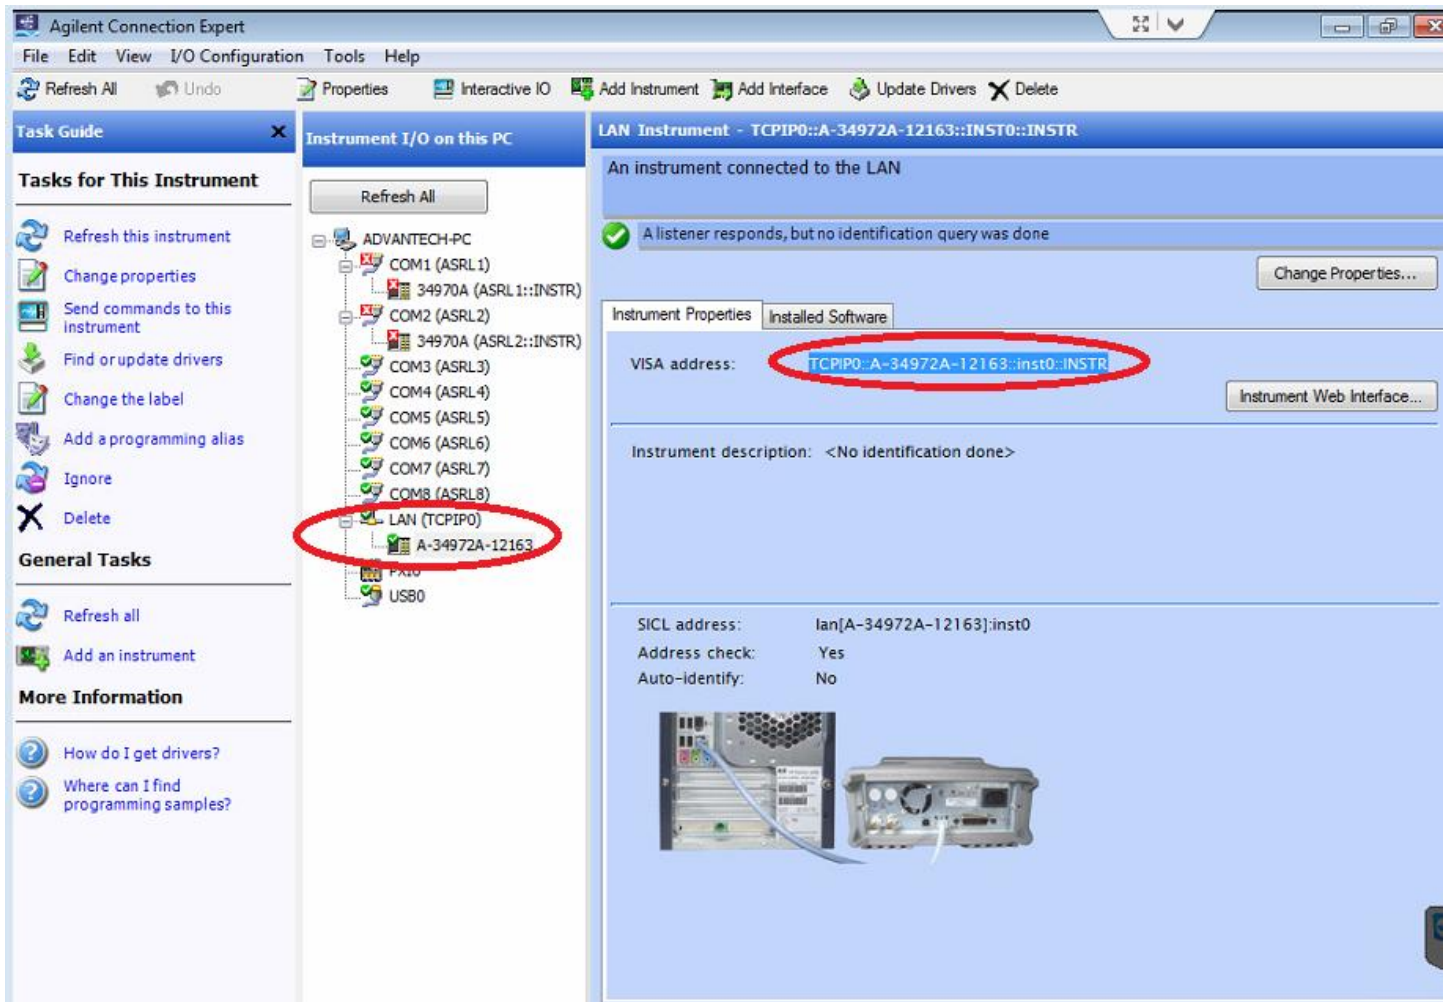 Agilent Connection Expert
File Edit View I/O Configuration Tools Help
Refresh All Undo Properties Interactive IO Add Instrument Add Interface Update Drivers Delete
Task Guide
Tasks for This Instrument
Refresh this instrument
Change properties
Send commands to this
instrument
Find or update drivers
Change the label
Add a programming alias
Ignore
Delete
General Tasks
Refresh all
Add an instrument
More Information
How do I get drivers?
Where can I find
programming samples?
Instrument I/O on this PC
Refresh All
ADVANTECH-PC
COM1 (ASRL1)
34970A (ASRL1::INSTR)
COM2 (ASRL2)
34970A (ASRL2::INSTR)
COM3 (ASRL3)
COM4 (ASRL4)
COM5 (ASRL5)
COM6 (ASRL6)
COM7 (ASRL7)
COM8 (ASRL8)
LAN (TCPIP0)
A-34972A-12163
PXI0
USB0
LAN Instrument - TCPIP0::A-34972A-12163::INST0::INSTR
An instrument connected to the LAN
A listener responds, but no identification query was done
Change Properties...
Instrument Properties Installed Software
VISA address: TCPIP0::A-34972A-12163::inst0::INSTR
Instrument Web Interface...
Instrument description: <No identification done>
SICL address: lan[A-34972A-12163]:inst0
Address check: Yes
Auto-identify: No